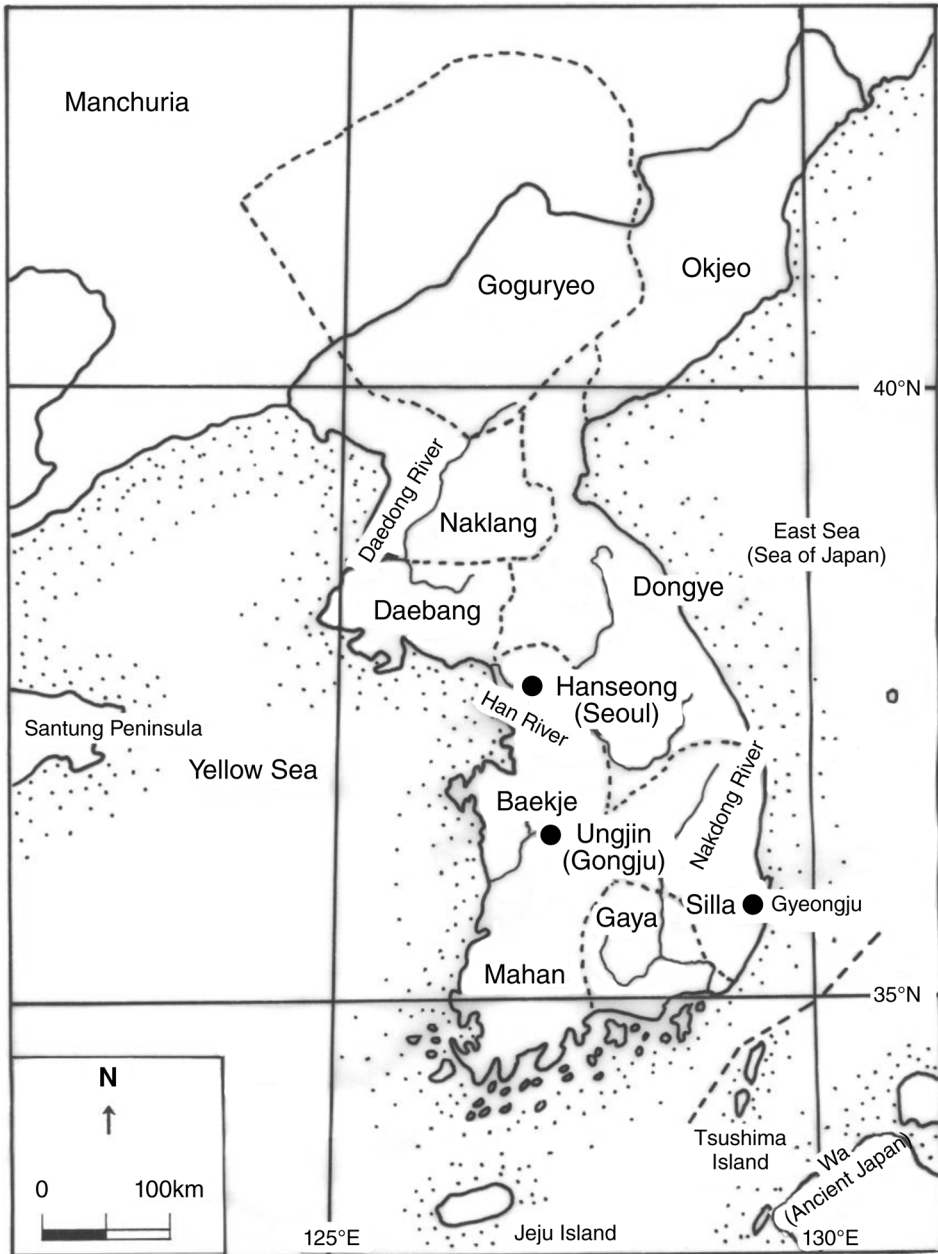 Manchuria
Goguryeo
Okjeo
40°N
Daedong River
Naklang
East Sea
(Sea of Japan)
Dongye
Daebang
Hanseong
(Seoul)
Han River
Santung Peninsula
Yellow Sea
Nakdong River
Baekje
Ungjin
(Gongju)
Silla
Gyeongju
Gaya
Mahan
35°N
N
0
100km
Tsushima
Island
Wa
(Ancient Japan)
Jeju Island
125°E
130°E